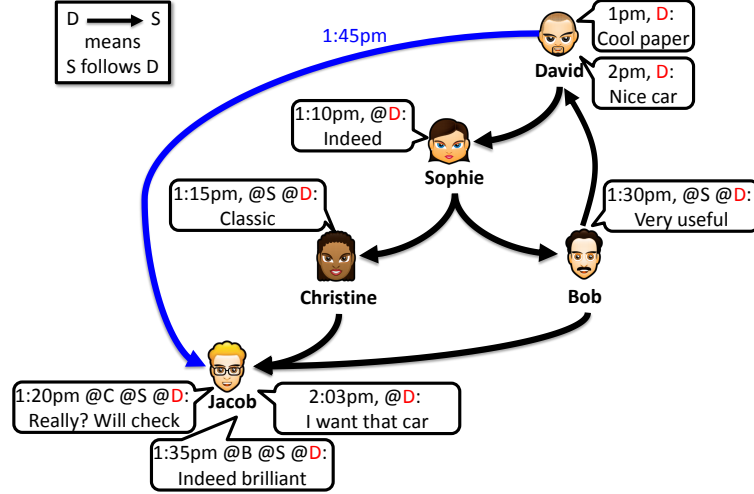 D → S
means
S follows D
1:45pm
1pm, D:
Cool paper
David
2pm, D:
Nice car
1:10pm, @D:
Indeed
Sophie
1:15pm, @S @D:
Classic
1:30pm, @S @D:
Very useful
Christine
Bob
1:20pm @C @S @D:
Really? Will check
Jacob
2:03pm, @D:
I want that car
1:35pm @B @S @D:
Indeed brilliant